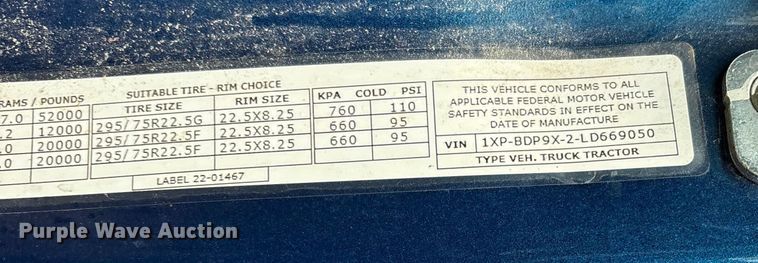 RAMS / POUNDS SUITABLE TIRE - RIM CHOICE
TIRE SIZE RIM SIZE KPA COLD PSI
7.0 52000
.2 12000 295/75R22.5G 22.5X8.25 760 110
.0 20000 295/75R22.5F 22.5X8.25 660 95
.0 20000 295/75R22.5F 22.5X8.25 660 95
LABEL 22-01467
THIS VEHICLE CONFORMS TO ALL
APPLICABLE FEDERAL MOTOR VEHICLE
SAFETY STANDARDS IN EFFECT ON THE
DATE OF MANUFACTURE
VIN 1XP-BDP9X-2-LD669050
TYPE VEH. TRUCK TRACTOR
Purple Wave Auction